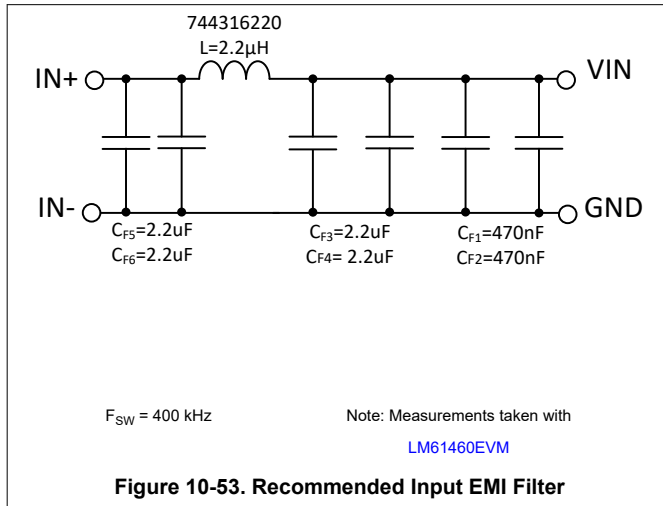 744316220
L=2.2µH
IN+
VIN
IN-
GND
CF5=2.2uF
CF6=2.2uF
CF3=2.2uF
CF4= 2.2uF
CF1=470nF
CF2=470nF
FSW = 400 kHz
Note: Measurements taken with
LM61460EVM
Figure 10-53. Recommended Input EMI Filter